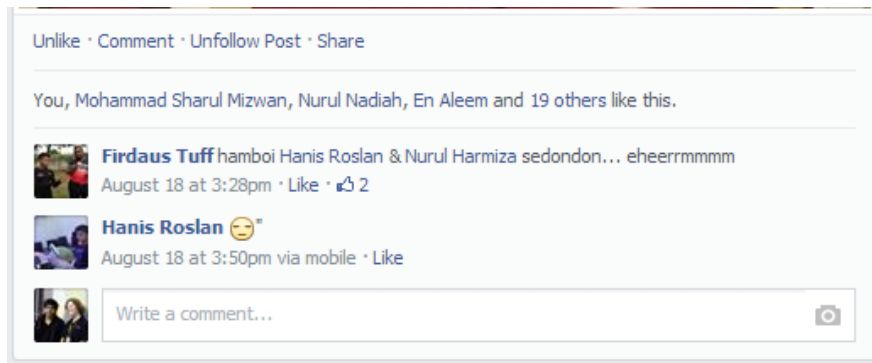 Unlike · Comment · Unfollow Post · Share
You, Mohammad Sharul Mizwan, Nurul Nadiah, En Aleem and 19 others like this.
Firdaus Tuff hamboi Hanis Roslan & Nurul Harmiza sedondon... eheerrmmmm
August 18 at 3:28pm · Like · 2
Hanis Roslan "
August 18 at 3:50pm via mobile · Like
Write a comment...